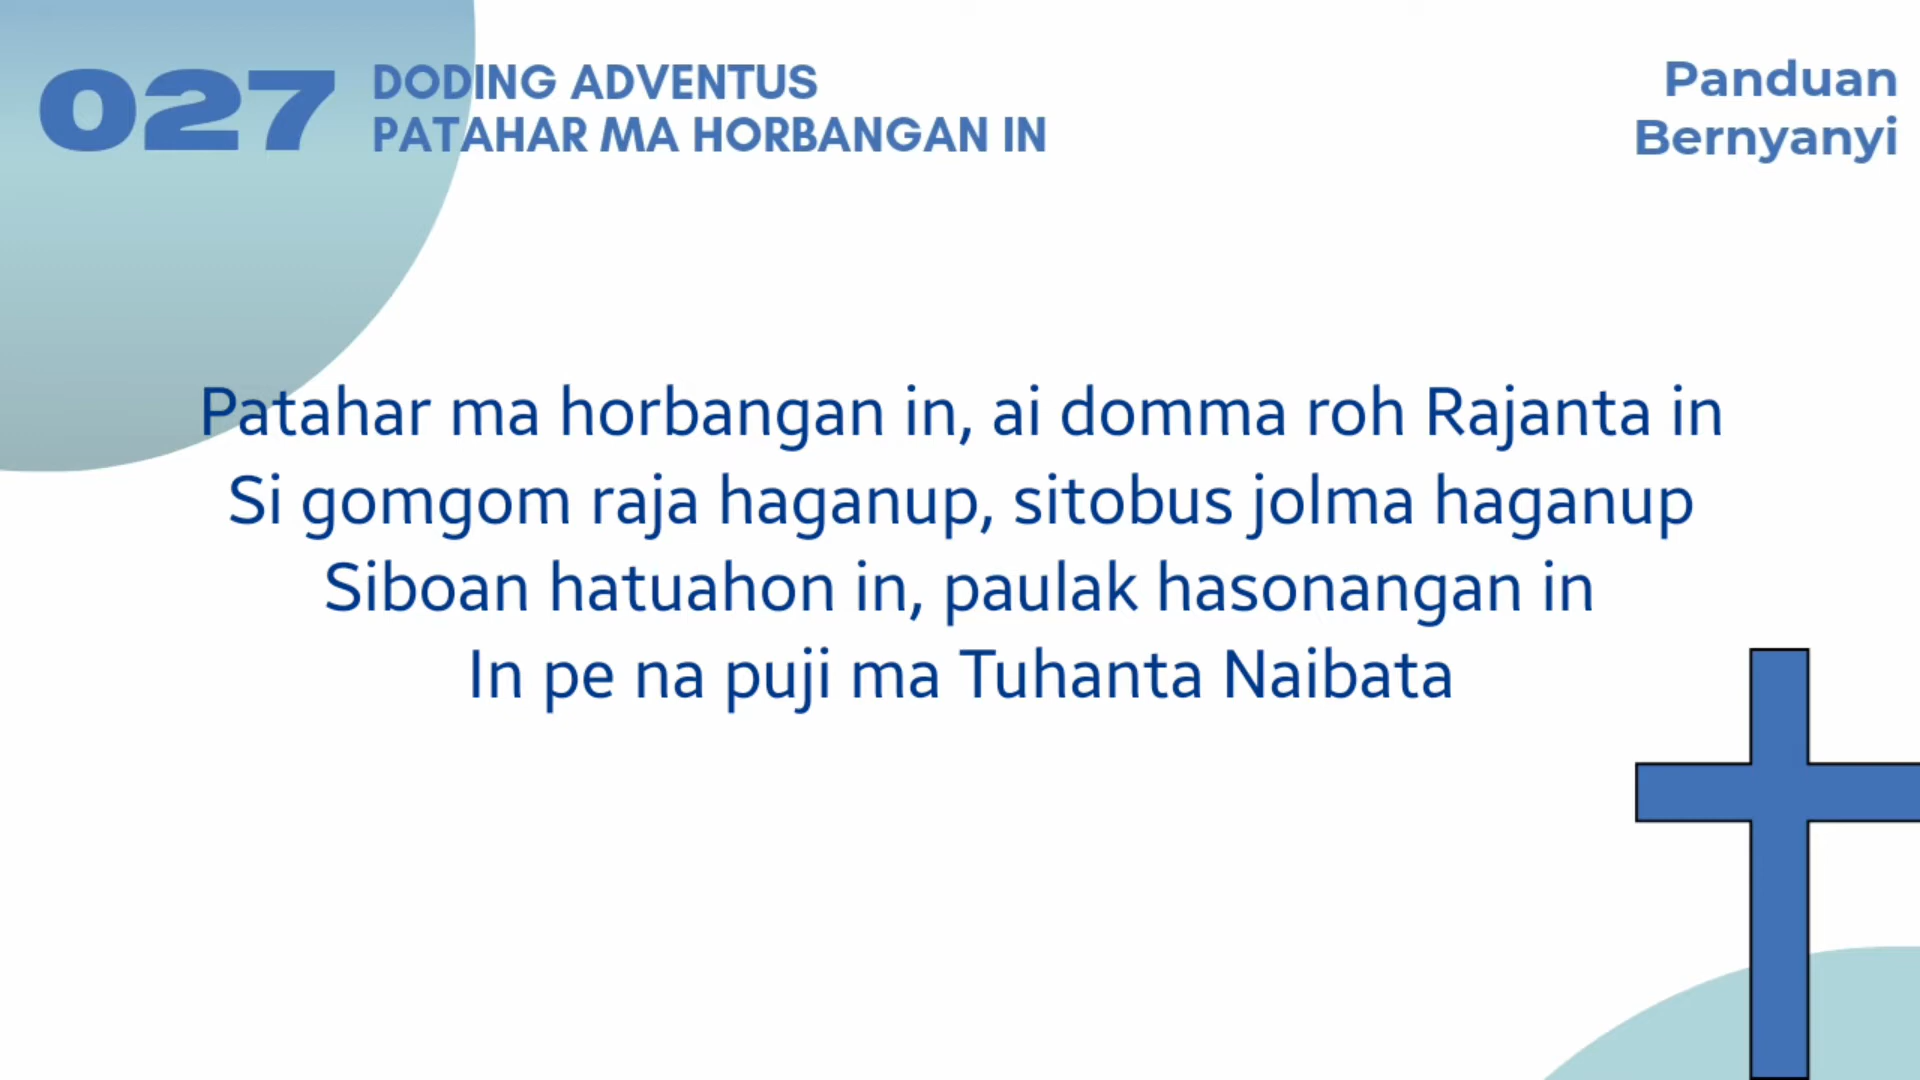 027
DODING ADVENTUS
PATAHAR MA HORBANGAN IN
Panduan
Bernyanyi
Patahar ma horbangan in, ai domma roh Rajanta in
Si gomgom raja haganup, sitobus jolma haganup
Siboan hatuahon in, paulak hasonangan in
In pe na puji ma Tuhanta Naibata